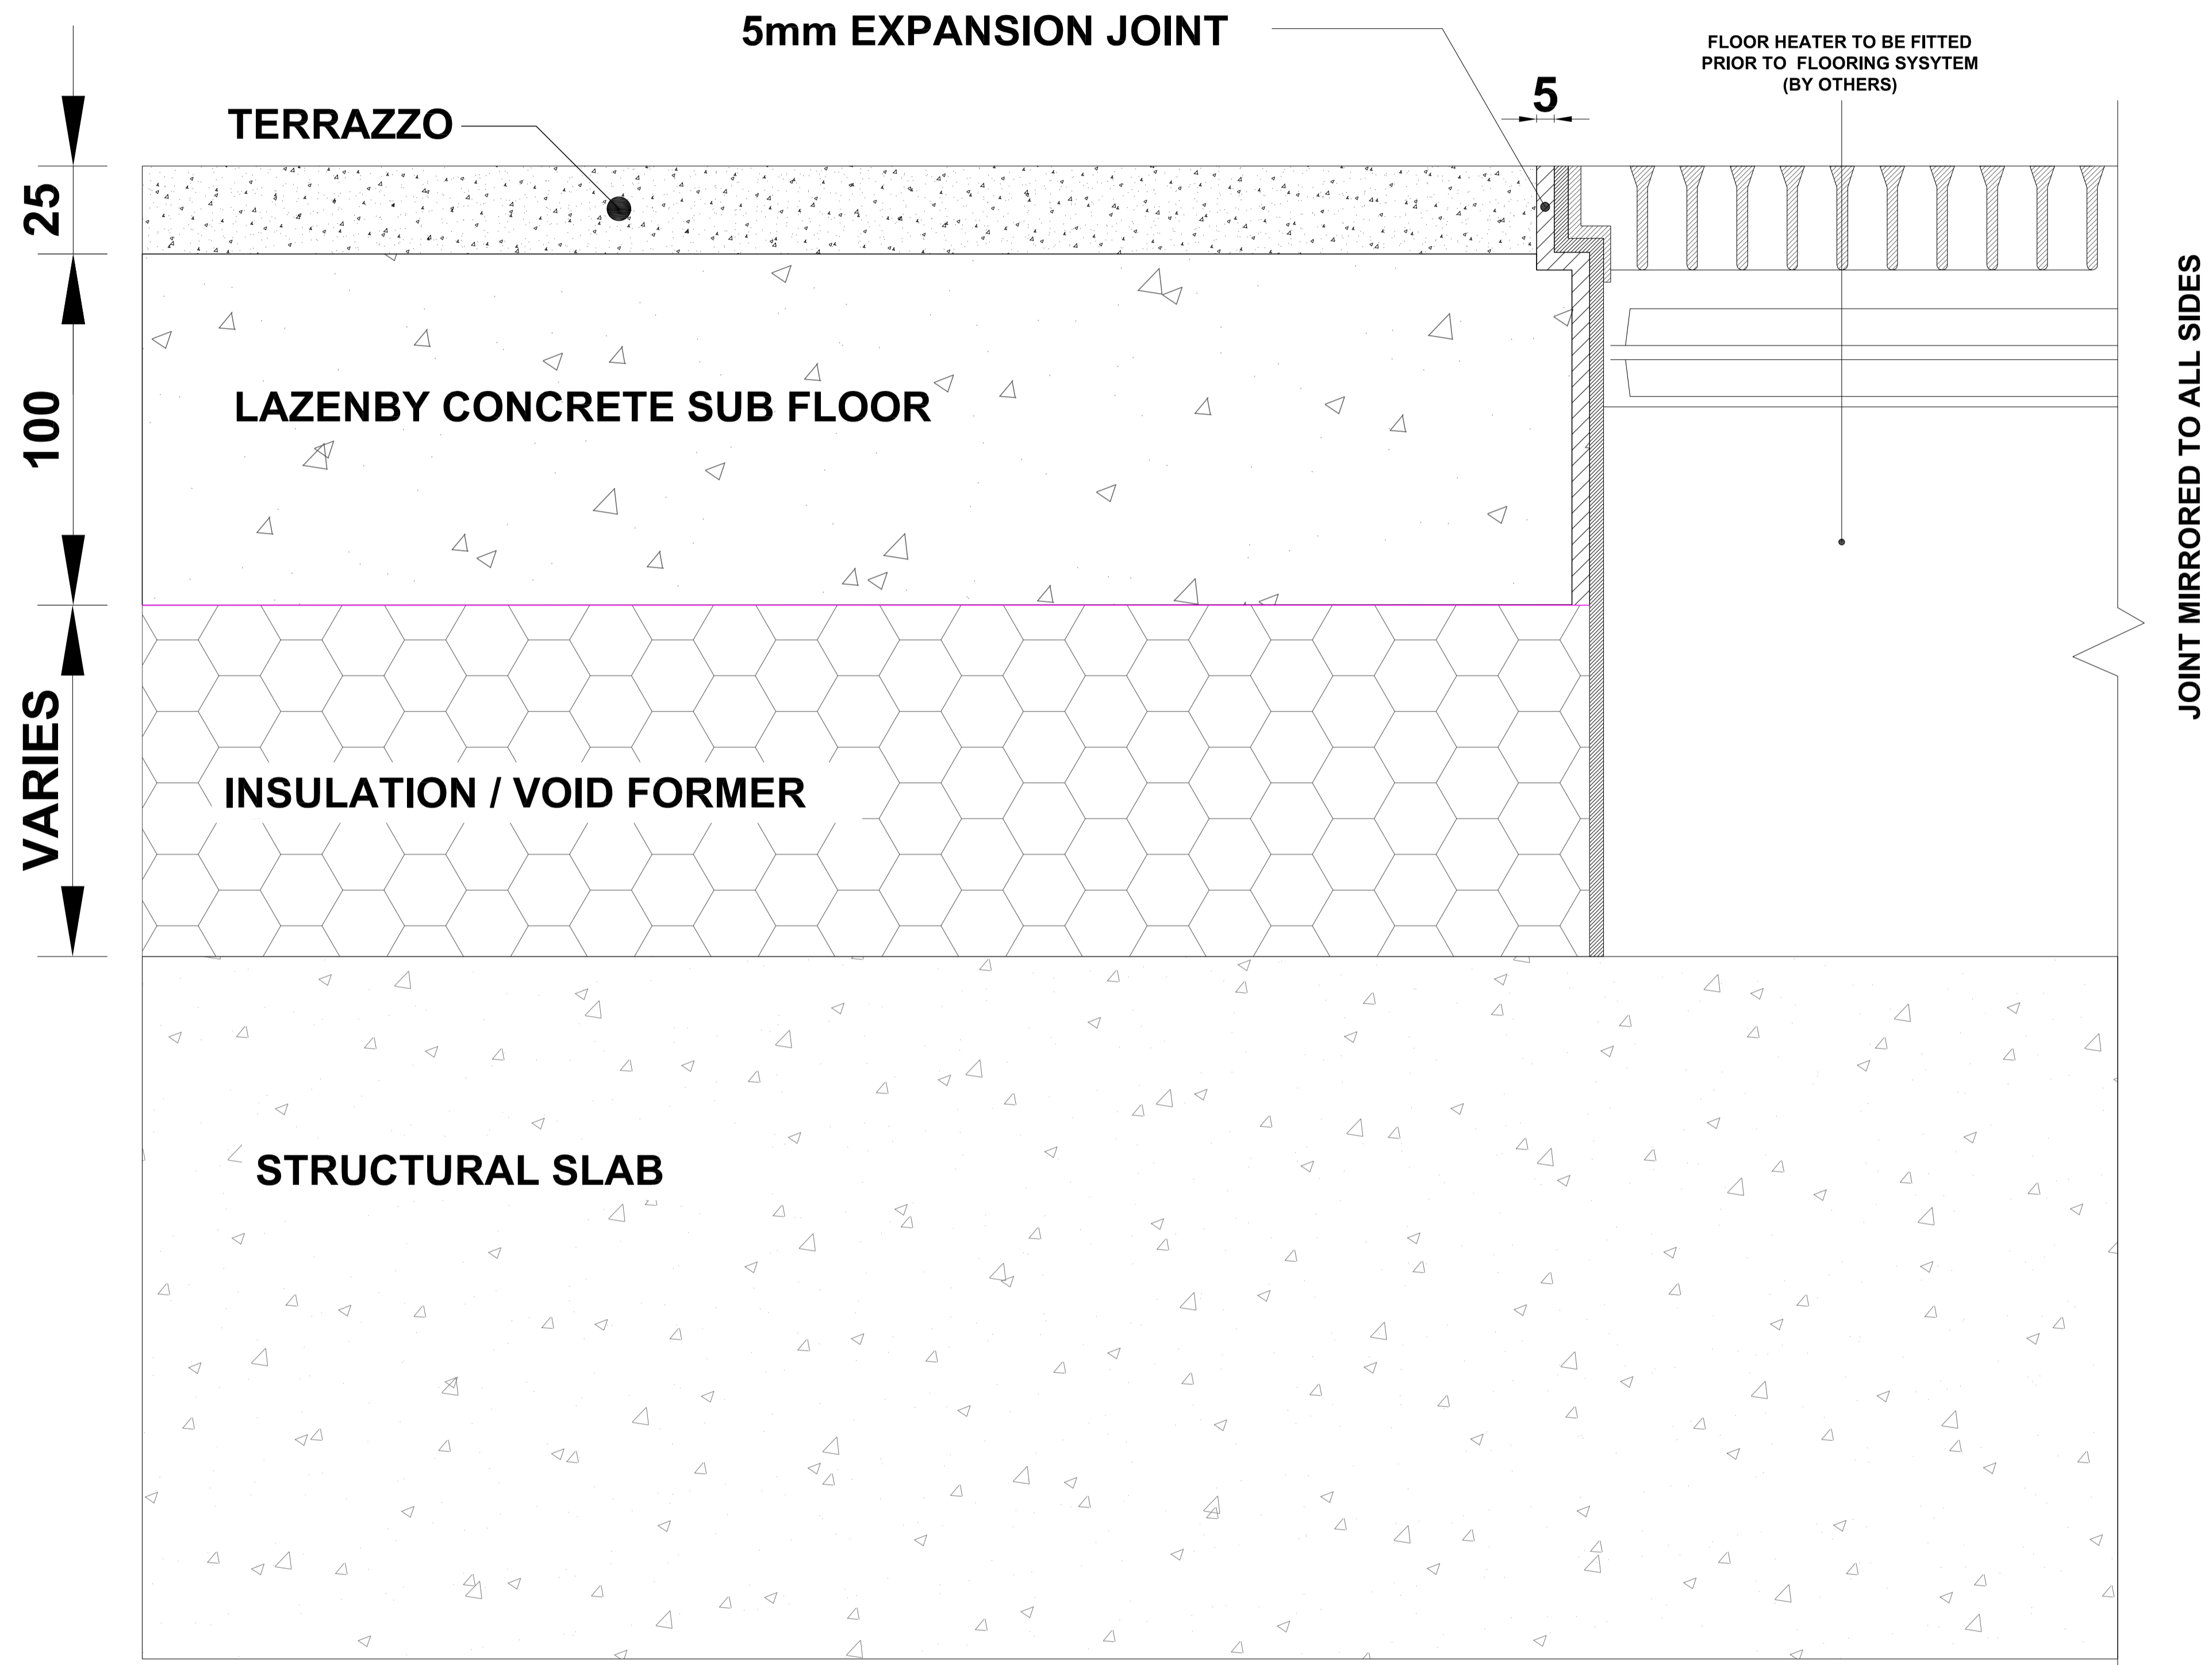 5mm EXPANSION JOINT
FLOOR HEATER TO BE FITTED
PRIOR TO FLOORING SYSYTEM
(BY OTHERS)
5
TERRAZZO
25
100
LAZENBY CONCRETE SUB FLOOR
JOINT MIRRORED TO ALL SIDES
VARIES
INSULATION / VOID FORMER
STRUCTURAL SLAB